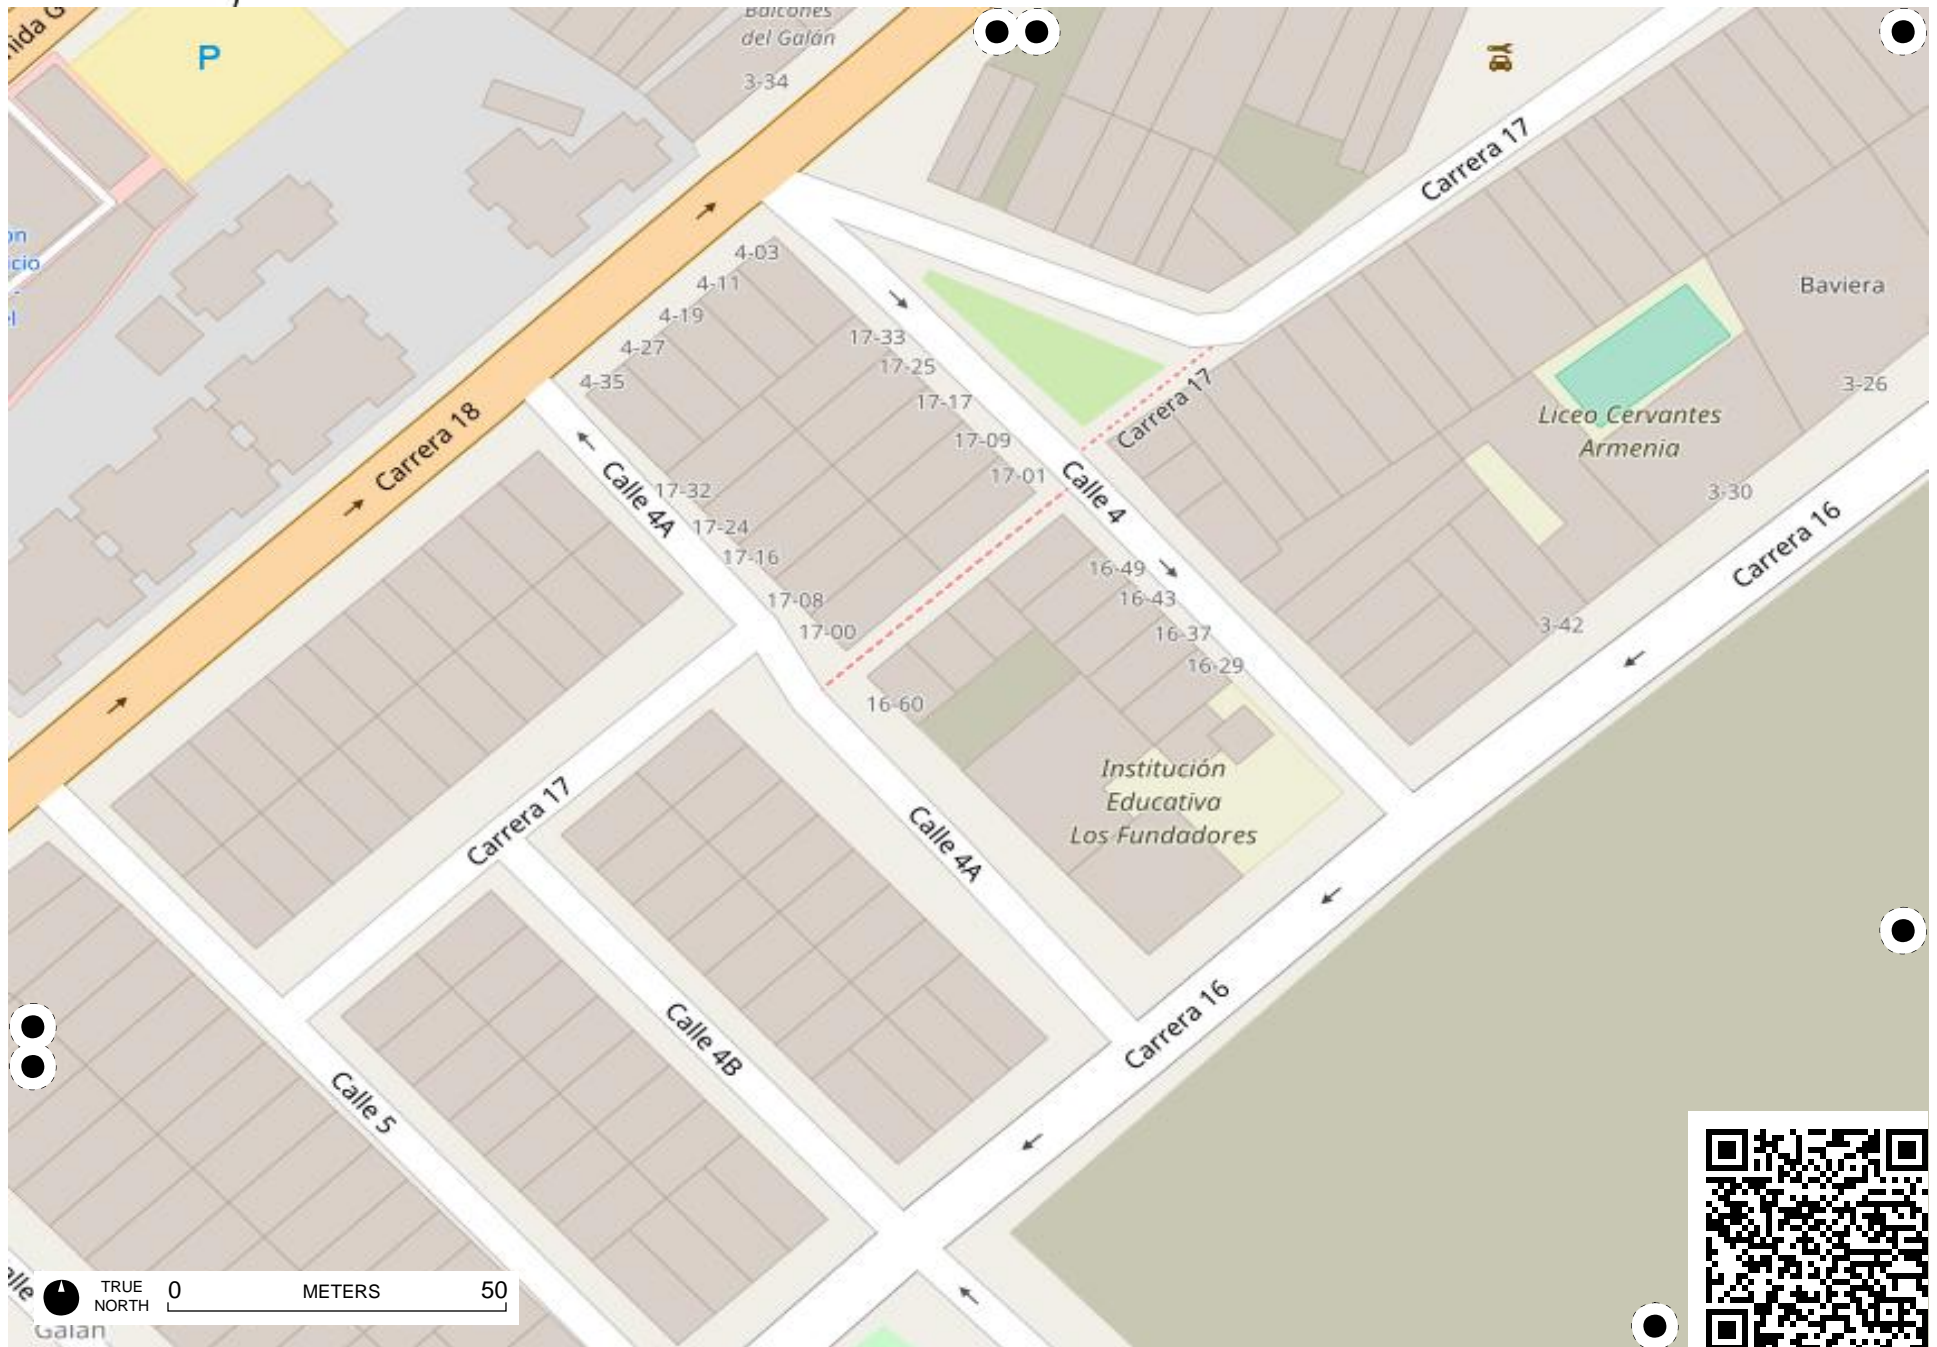 P
Balcones
del Galán
3-34
Carrera 17
4-03
4-11
4-19
4-27
4-35
17-33
17-25
17-17
17-09
17-01
Carrera 17
Baviera
3-26
Liceo Cervantes
Armenia
3-30
Carrera 18
Calle 4A
17-32
17-24
17-16
17-08
17-00
Calle 4
Carrera 16
3-42
16-49
16-43
16-37
16-29
16-60
Institución
Educativa
Los Fundadores
Carrera 17
Calle 4A
Carrera 16
Calle 4B
Calle 5
TRUE
NORTH
0 METERS 50
Galán